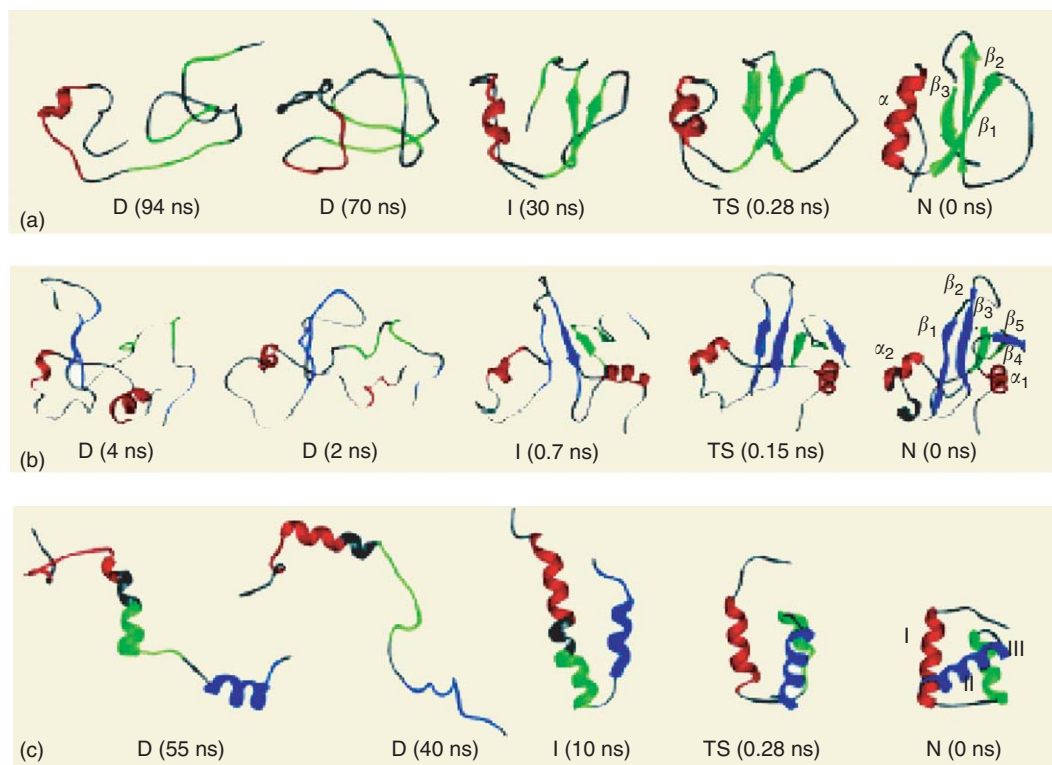 β2
β3
α
β1
D (94 ns) D (70 ns) I (30 ns) TS (0.28 ns) N (0 ns)
(a)
β2
β3
β1 β5
α2 β4
α1
D (4 ns) D (2 ns) I (0.7 ns) TS (0.15 ns) N (0 ns)
(b)
I III
II
D (55 ns) D (40 ns) I (10 ns) TS (0.28 ns) N (0 ns)
(c)